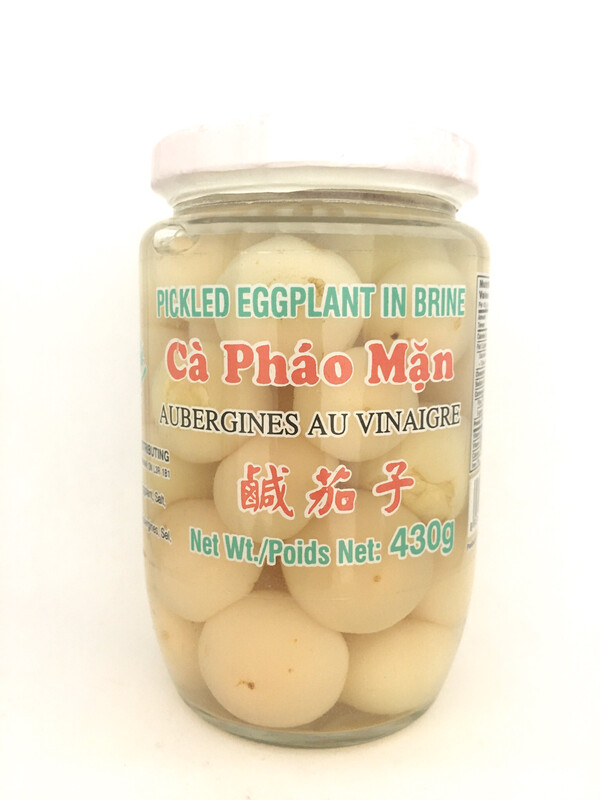 PICKLED EGGPLANT IN BRINE
Cà Pháo Mặn
AUBERGINES AU VINAIGRE
鹹茄子
Net Wt./Poids Net: 430g